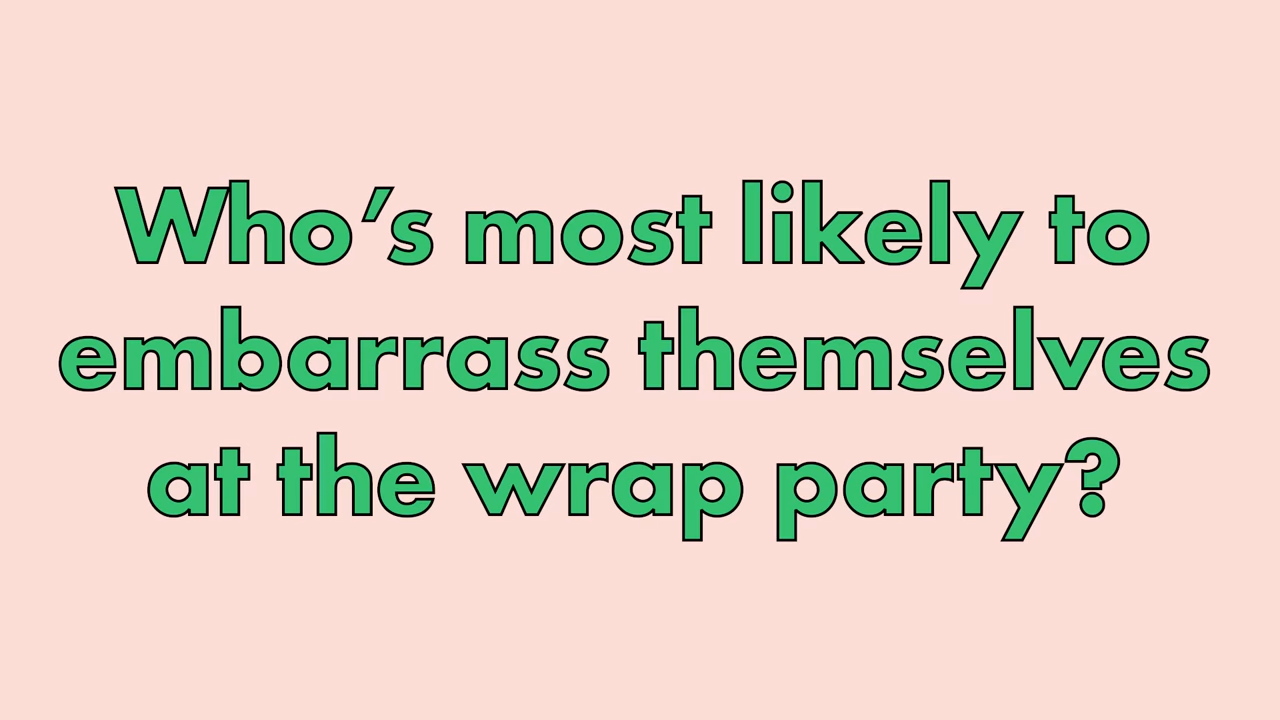 Who’s most likely to
embarrass themselves
at the wrap party?